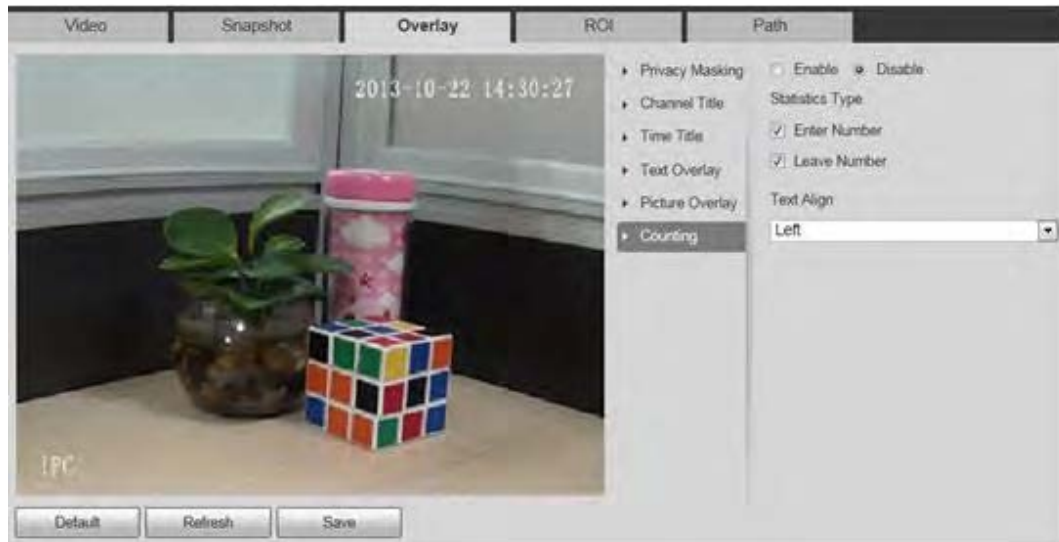 Video
Snapshot
Overlay
ROI
Path
2013-10-22 14:30:27
IPC
Privacy Masking
Channel Title
Time Title
Text Overlay
Picture Overlay
Counting
Enable
Disable
Statistics Type
Enter Number
Leave Number
Text Align
Left
Default
Refresh
Save